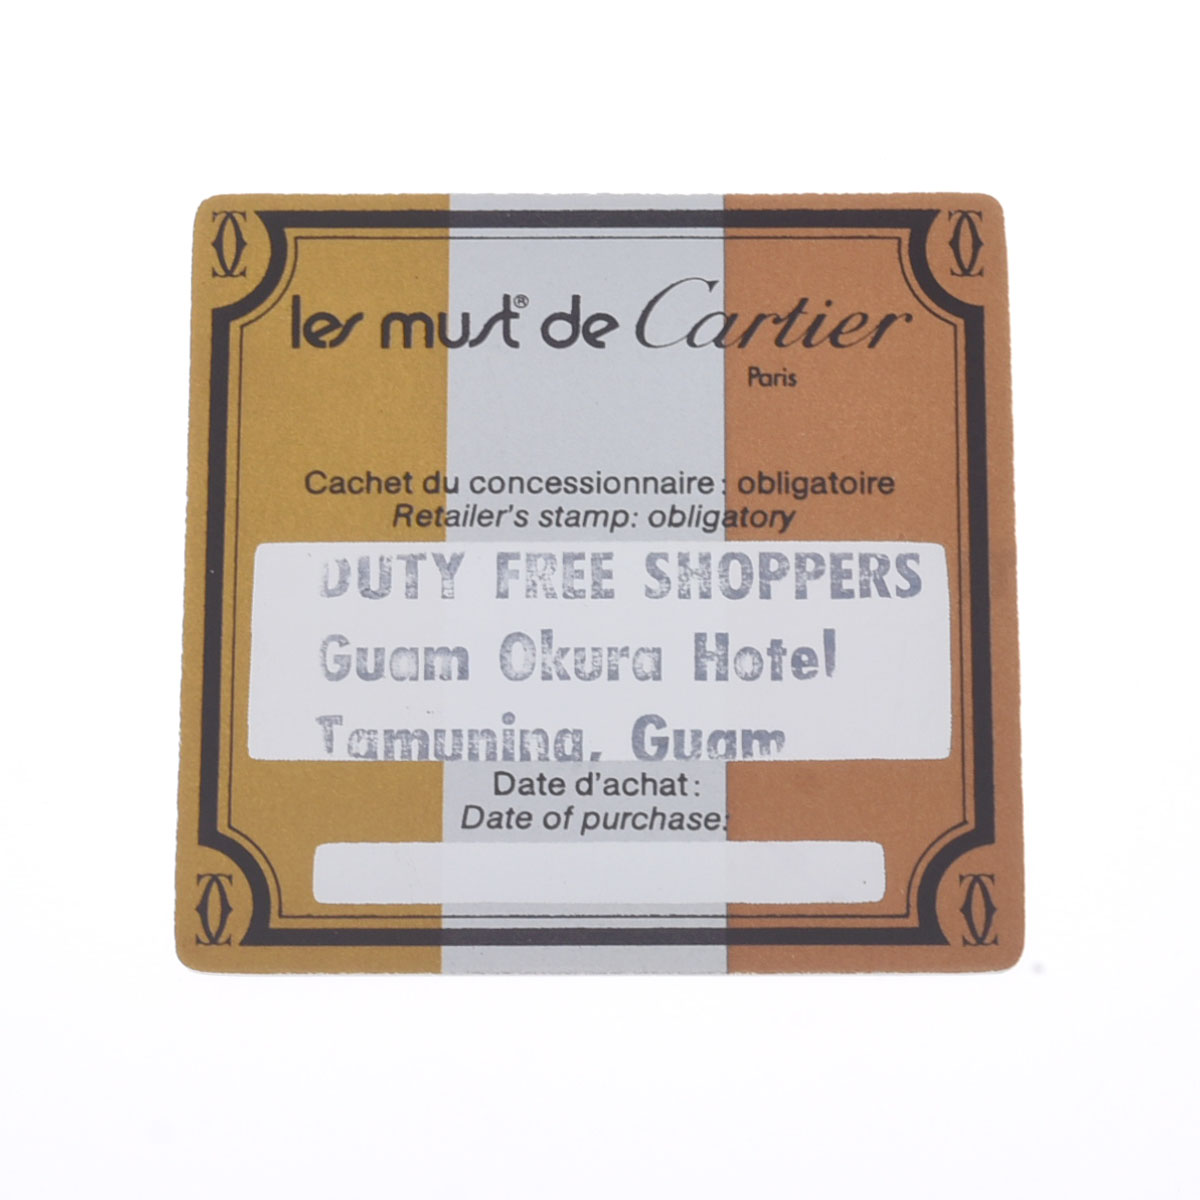 les must® de Cartier
Paris
Cachet du concessionnaire : obligatoire
Retailer's stamp: obligatory
DUTY FREE SHOPPERS
Guam Okura Hotel
Tamuning, Guam
Date d'achat :
Date of purchase: